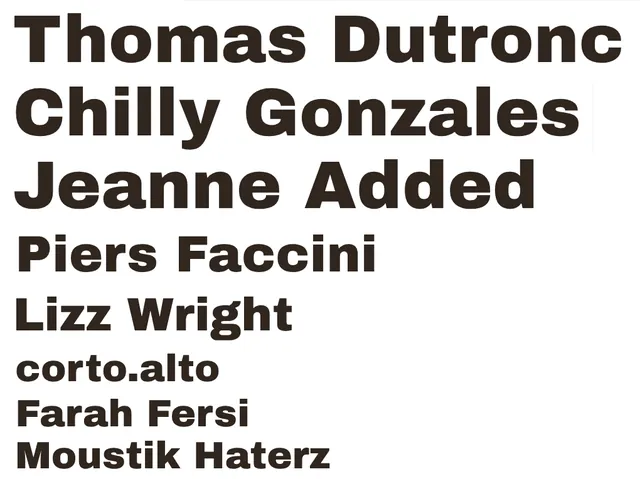 Thomas Dutronc
Chilly Gonzales
Jeanne Added
Piers Faccini
Lizz Wright
corto.alto
Farah Fersi
Moustik Haterz